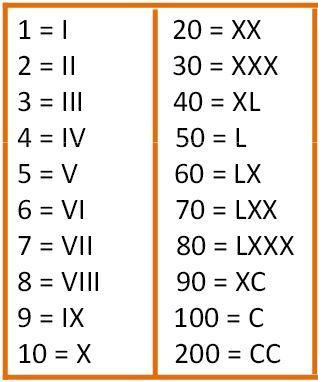 1 = I
2 = II
3 = III
4 = IV
5 = V
6 = VI
7 = VII
8 = VIII
9 = IX
10 = X
20 = XX
30 = XXX
40 = XL
50 = L
60 = LX
70 = LXX
80 = LXXX
90 = XC
100 = C
200 = CC